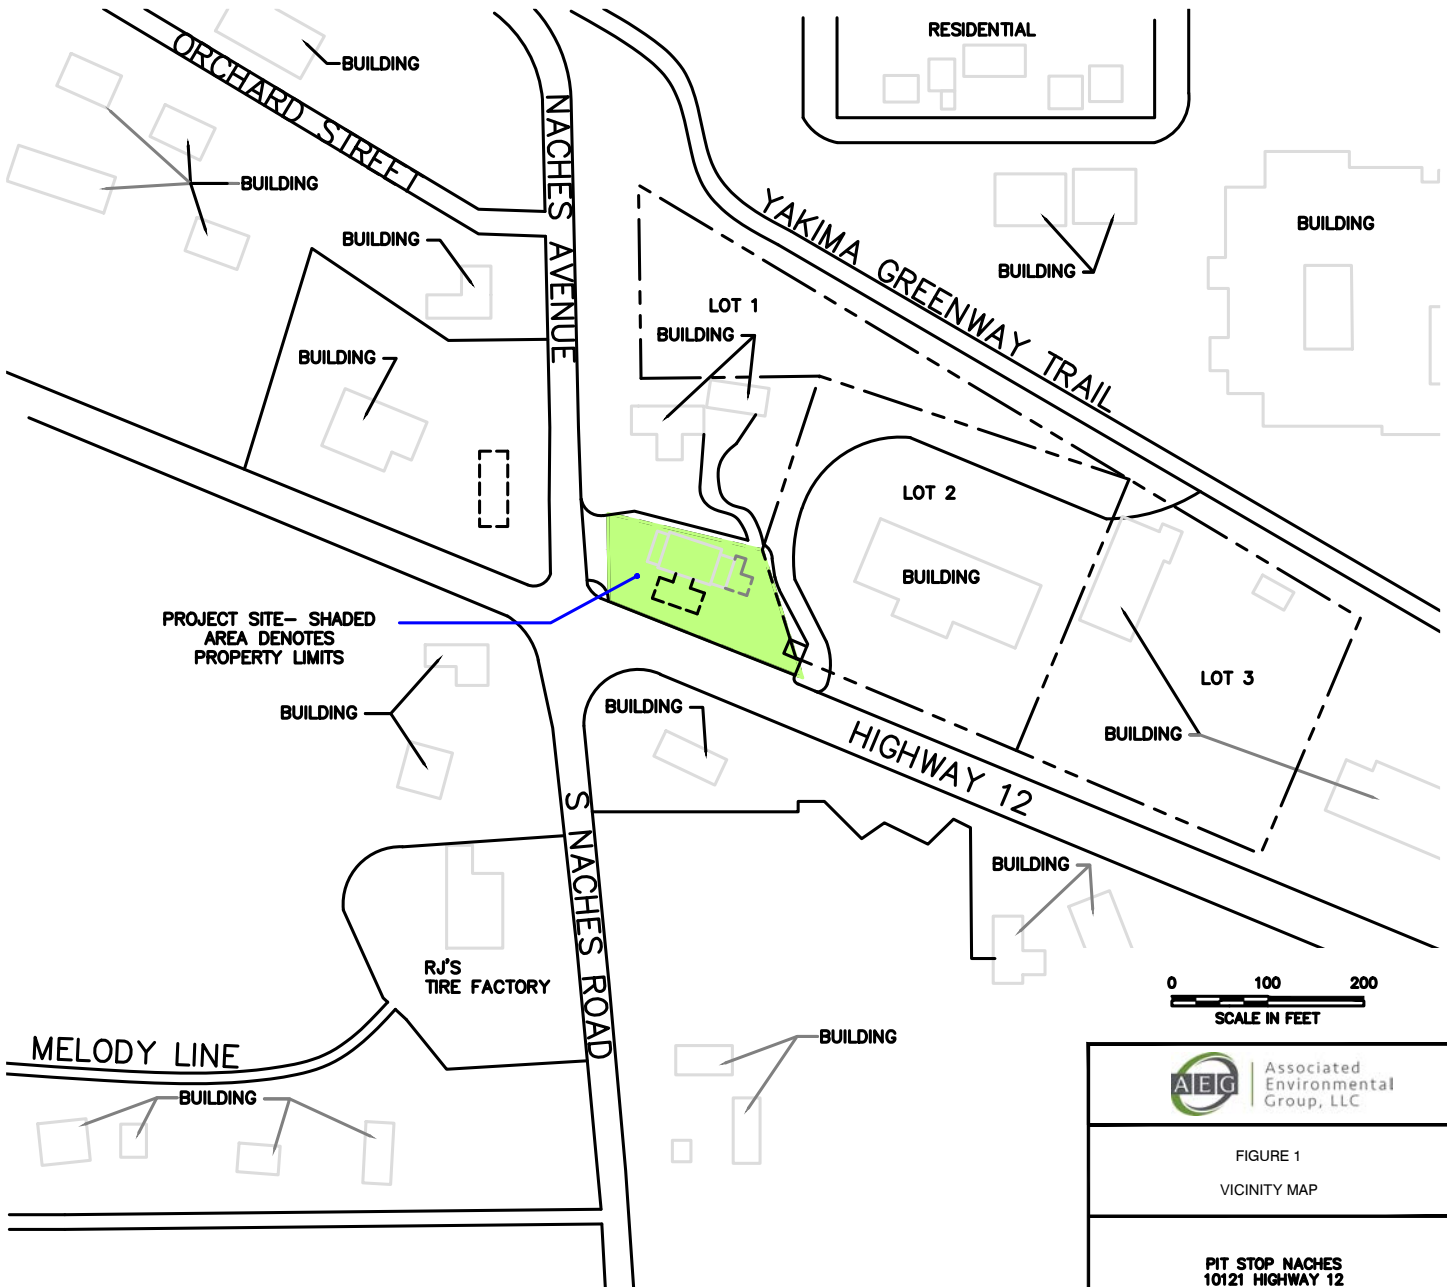 RESIDENTIAL
BUILDING
ORCHARD STREET
NACHES AVENUE
BUILDING
BUILDING
YAKIMA GREENWAY TRAIL
BUILDING
BUILDING
LOT 1
BUILDING
BUILDING
LOT 2
BUILDING
PROJECT SITE- SHADED
AREA DENOTES
PROPERTY LIMITS
LOT 3
BUILDING
BUILDING
BUILDING
HIGHWAY 12
S NACHES ROAD
BUILDING
RJ'S
TIRE FACTORY
0 100 200
SCALE IN FEET
MELODY LINE
BUILDING
BUILDING
AEG
Associated
Environmental
Group, LLC
FIGURE 1
VICINITY MAP
PIT STOP NACHES
10121 HIGHWAY 12